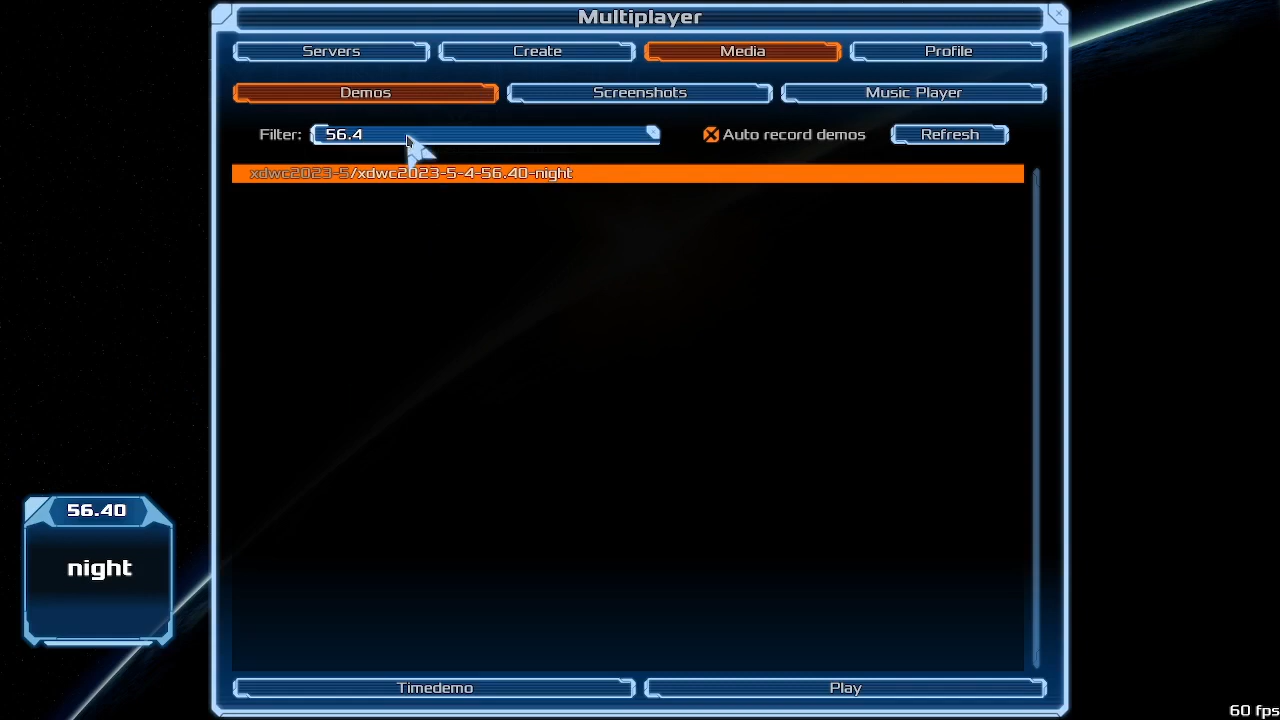 Multiplayer
Servers Create Media Profile
Demos Screenshots Music Player
Filter: 56.4 Auto record demos Refresh
xdwc2023-5/xdwc2023-5-4-56.40-night
56.40
night
Timedemo Play
60 fps